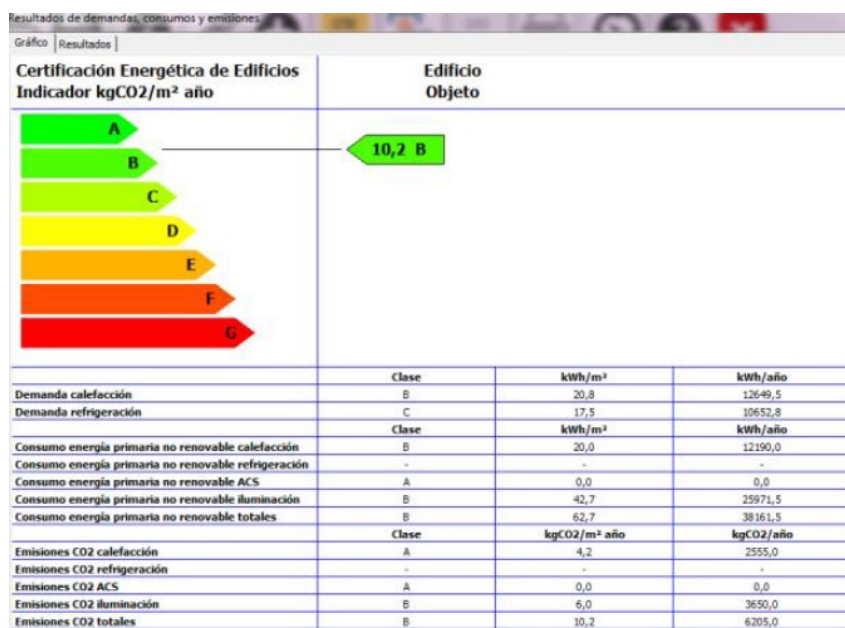 Resultados de demandas, consumos y emisiones
Gráfico Resultados
Certificación Energética de Edificios
Indicador kgCO2/m² año
Edificio
Objeto
A
10,2 B
B
C
D
E
F
G
Clase kWh/m² kWh/año
Demanda calefacción B 20,8 12649,5
Demanda refrigeración C 17,5 10652,8
Clase kWh/m² kWh/año
Consumo energía primaria no renovable calefacción B 20,0 12190,0
Consumo energía primaria no renovable refrigeración - - -
Consumo energía primaria no renovable ACS A 0,0 0,0
Consumo energía primaria no renovable iluminación B 42,7 25971,5
Consumo energía primaria no renovable totales B 62,7 38161,5
Clase kgCO2/m² año kgCO2/año
Emisiones CO2 calefacción A 4,2 2555,0
Emisiones CO2 refrigeración - - -
Emisiones CO2 ACS A 0,0 0,0
Emisiones CO2 iluminación B 6,0 3650,0
Emisiones CO2 totales B 10,2 6205,0